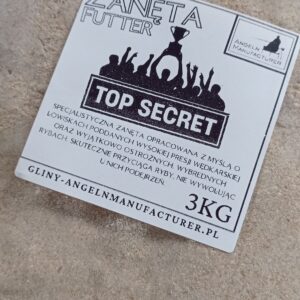 ZANĘTA
FUTTER
ANGELN
MANUFACTURER
TOP SECRET
SPECJALISTYCZNA ZANĘTA OPRACOWANA Z MYŚLĄ O
ŁOWISKACH PODDANYCH WYSOKIEJ PRESJI WĘDKARSKIEJ
ORAZ WYJĄTKOWO OSTROŻNYCH, WYBREDNYCH
RYBACH. SKUTECZNIE PRZYCIĄGA RYBY, NIE WYWOŁUJĄC
U NICH PODEJRZEŃ.
3KG
GLINY-ANGELNMANUFACTURER.PL